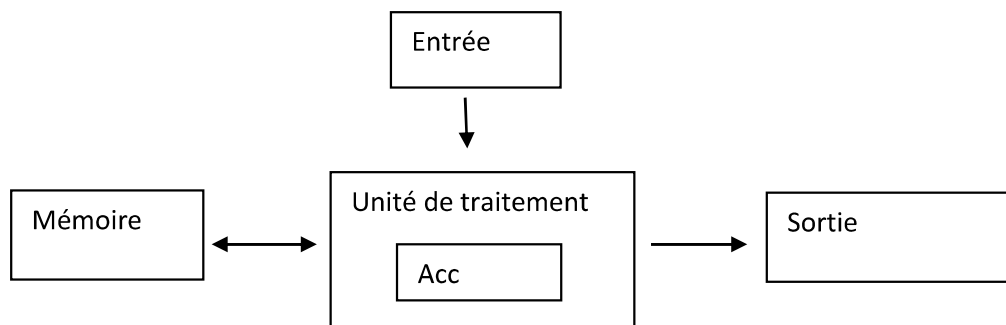 Entrée
Mémoire
Unité de traitement
Acc
Sortie